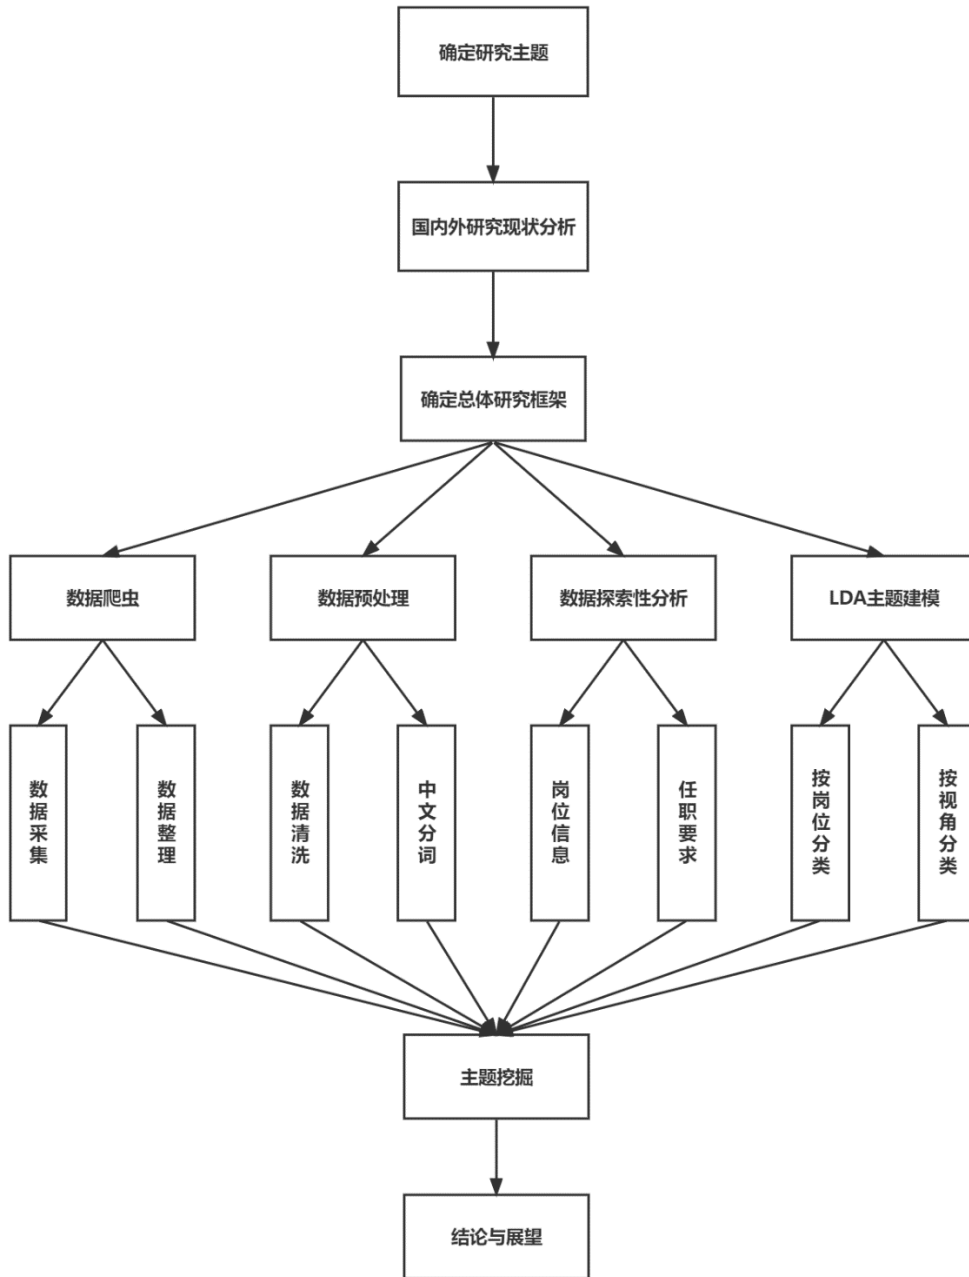 确定研究主题
国内外研究现状分析
确定总体研究框架
数据爬虫
数据预处理
数据探索性分析
LDA主题建模
数据采集
数据整理
数据清洗
中文分词
岗位信息
任职要求
按岗位分类
按视角分类
主题挖掘
结论与展望